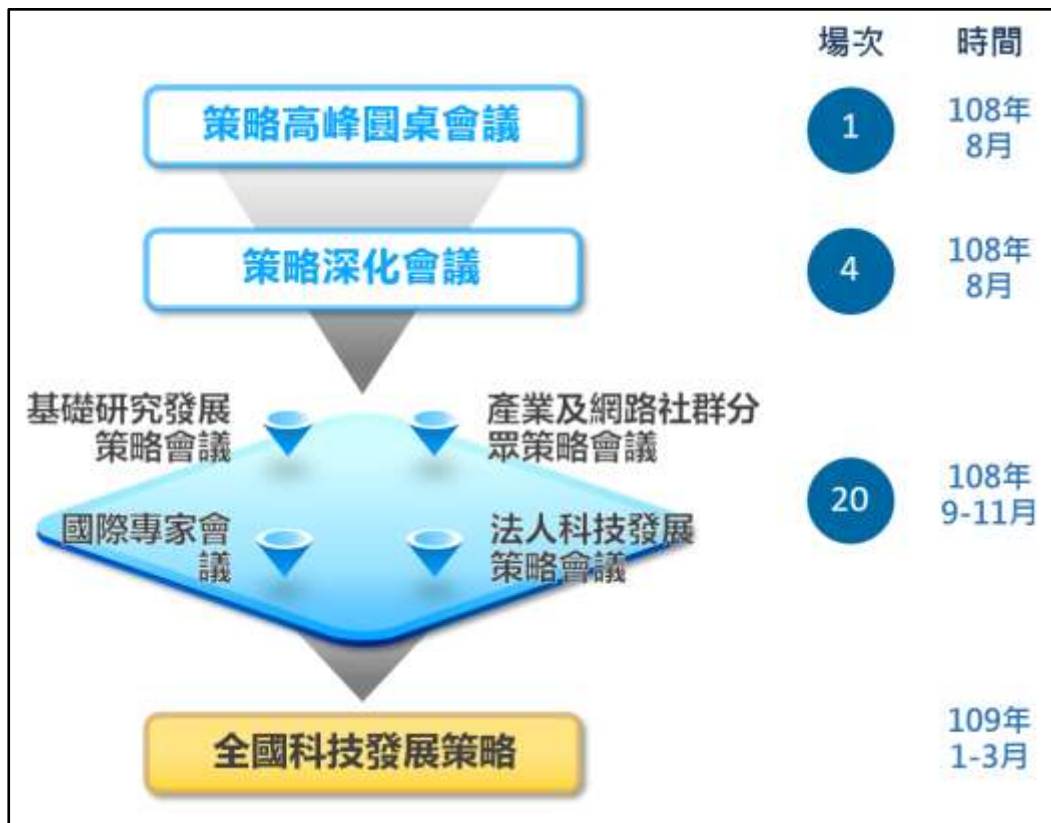 場次 時間
策略高峰圓桌會議 1 108年
8月
策略深化會議 4 108年
8月
基礎研究發展
策略會議
產業及網路社群分
眾策略會議
國際專家會
議
法人科技發展
策略會議
20 108年
9-11月
全國科技發展策略 109年
1-3月